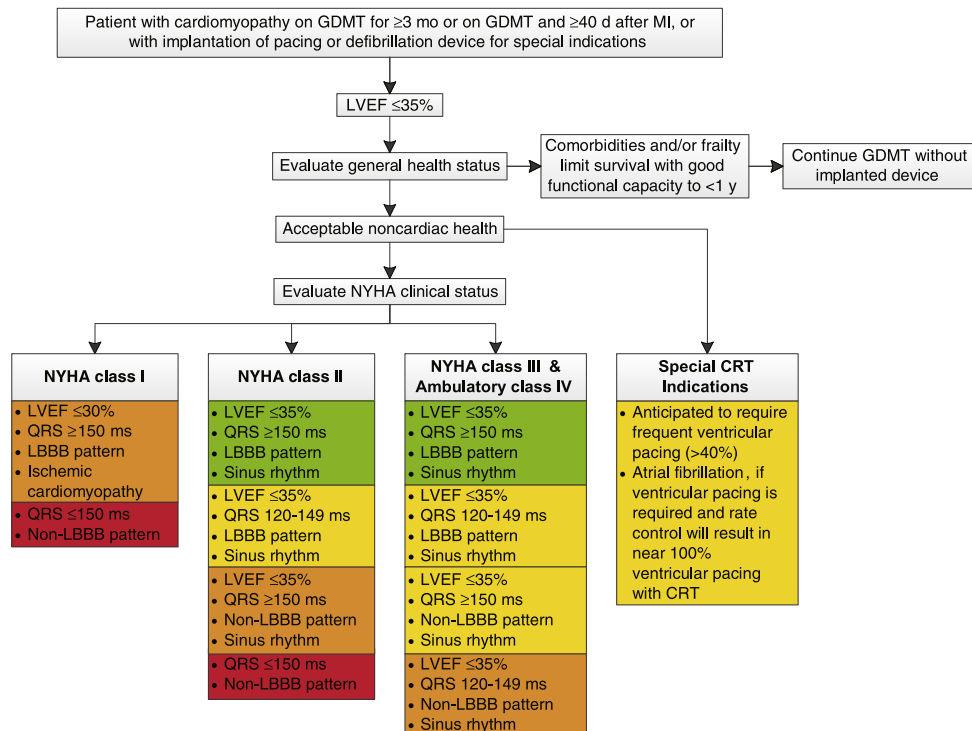 Patient with cardiomyopathy on GDMT for ≥3 mo or on GDMT and ≥40 d after MI, or
with implantation of pacing or defibrillation device for special indications
LVEF ≤35%
Evaluate general health status
Comorbidities and/or frailty
limit survival with good
functional capacity to <1 y
Continue GDMT without
implanted device
Acceptable noncardiac health
Evaluate NYHA clinical status
NYHA class I
• LVEF ≤30%
• QRS ≥150 ms
• LBBB pattern
• Ischemic
cardiomyopathy
• QRS ≤150 ms
• Non-LBBB pattern
NYHA class II
• LVEF ≤35%
• QRS ≥150 ms
• LBBB pattern
• Sinus rhythm
• LVEF ≤35%
• QRS 120-149 ms
• LBBB pattern
• Sinus rhythm
• LVEF ≤35%
• QRS ≥150 ms
• Non-LBBB pattern
• Sinus rhythm
• QRS ≤150 ms
• Non-LBBB pattern
NYHA class III &
Ambulatory class IV
• LVEF ≤35%
• QRS ≥150 ms
• LBBB pattern
• Sinus rhythm
• LVEF ≤35%
• QRS 120-149 ms
• LBBB pattern
• Sinus rhythm
• LVEF ≤35%
• QRS ≥150 ms
• Non-LBBB pattern
• Sinus rhythm
• LVEF ≤35%
• QRS 120-149 ms
• Non-LBBB pattern
• Sinus rhythm
Special CRT
Indications
• Anticipated to require
frequent ventricular
pacing (>40%)
• Atrial fibrillation, if
ventricular pacing is
required and rate
control will result in
near 100%
ventricular pacing
with CRT